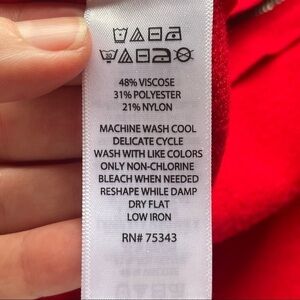 48% VISCOSE
31% POLYESTER
21% NYLON
MACHINE WASH COOL
DELICATE CYCLE
WASH WITH LIKE COLORS
ONLY NON-CHLORINE
BLEACH WHEN NEEDED
RESHAPE WHILE DAMP
DRY FLAT
LOW IRON
RN# 75343